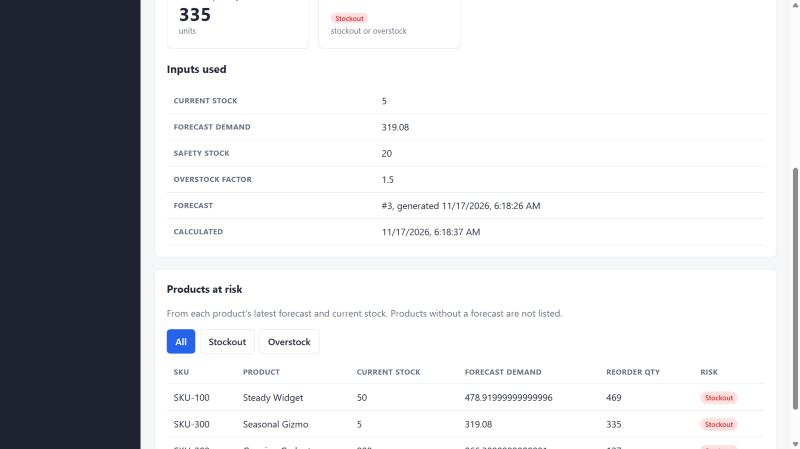 335
units
Stockout
stockout or overstock
Inputs used
CURRENT STOCK 5
FORECAST DEMAND 319.08
SAFETY STOCK 20
OVERSTOCK FACTOR 1.5
FORECAST #3, generated 11/17/2026, 6:18:26 AM
CALCULATED 11/17/2026, 6:18:37 AM
Products at risk
From each product's latest forecast and current stock. Products without a forecast are not listed.
All Stockout Overstock
SKU PRODUCT CURRENT STOCK FORECAST DEMAND REORDER QTY RISK
SKU-100 Steady Widget 50 478.91999999999996 469 Stockout
SKU-300 Seasonal Gizmo 5 319.08 335 Stockout